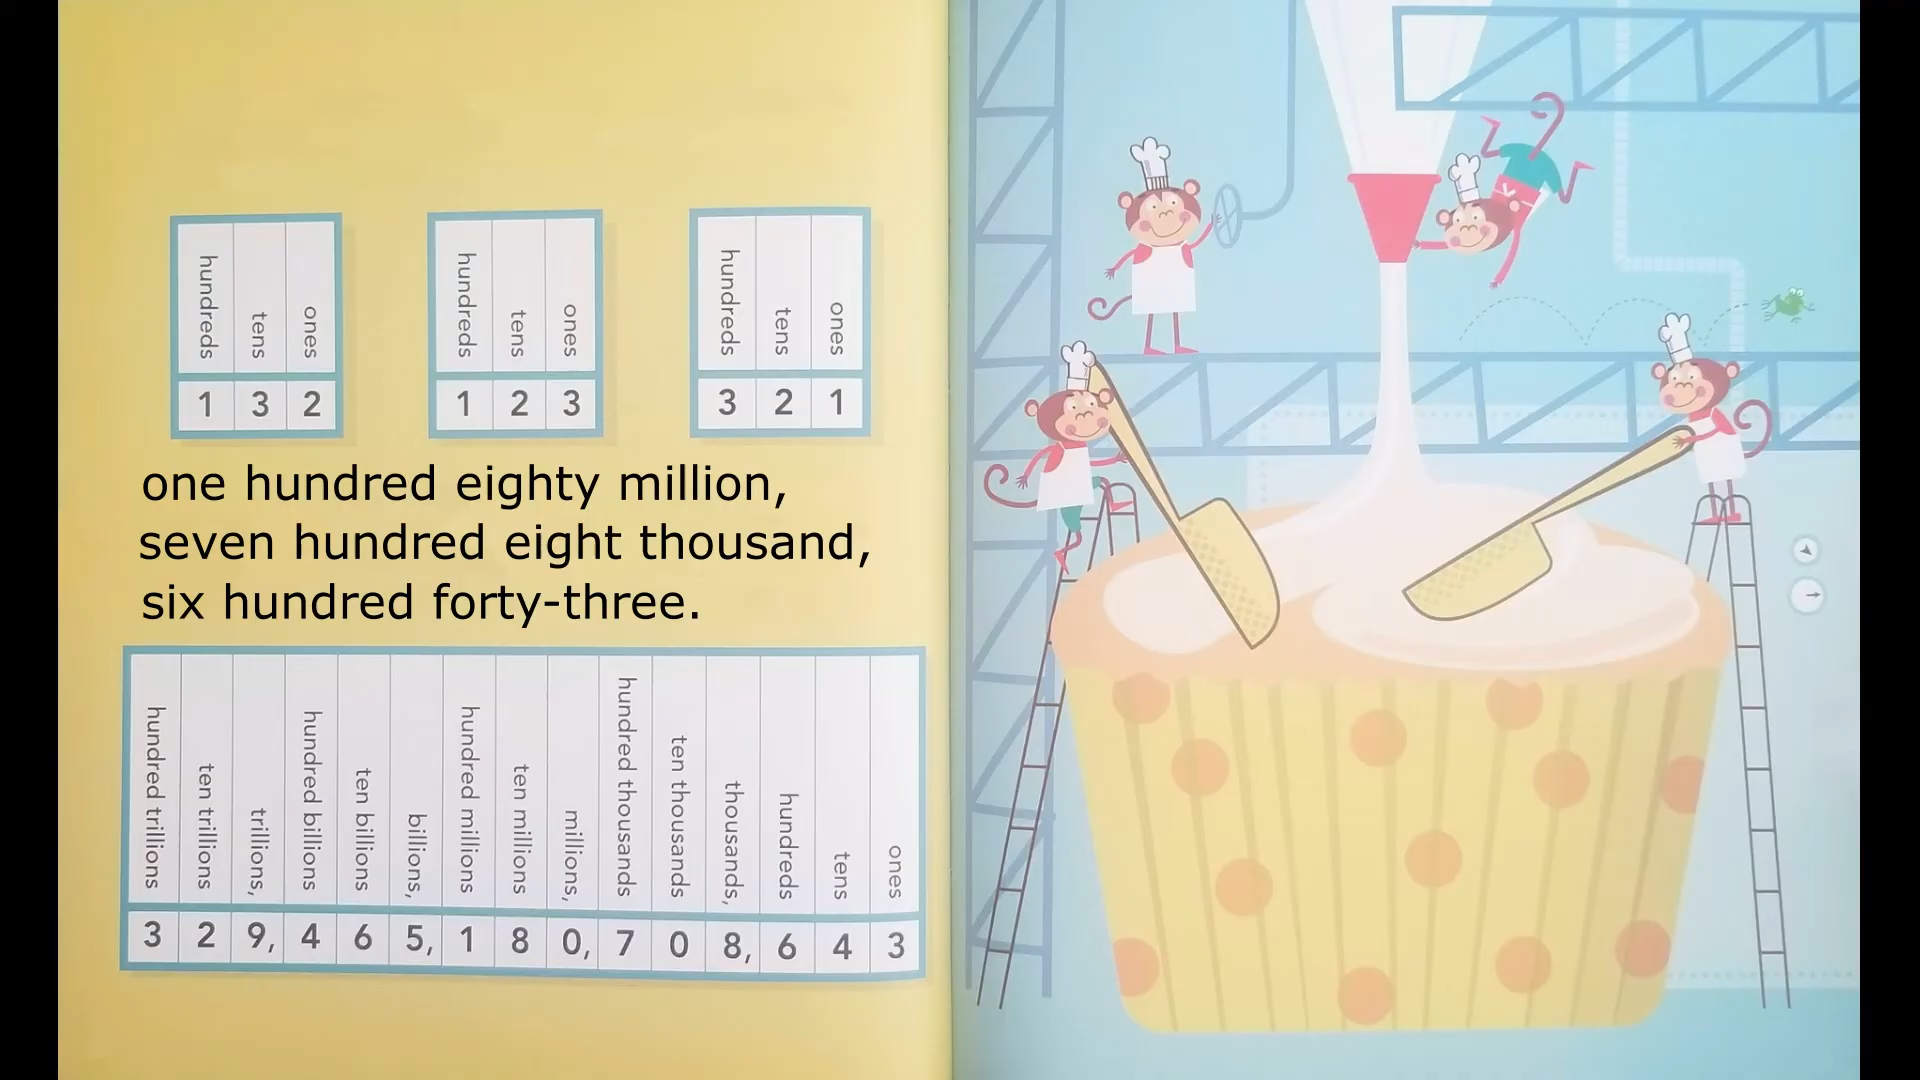 hundreds tens ones
1 3 2
hundreds tens ones
1 2 3
hundreds tens ones
3 2 1
one hundred eighty million,
seven hundred eight thousand,
six hundred forty-three.
hundred trillions ten trillions trillions, hundred billions ten billions billions, hundred millions ten millions millions, hundred thousands ten thousands thousands, hundreds tens ones
3 2 9, 4 6 5, 1 8 0, 7 0 8, 6 4 3